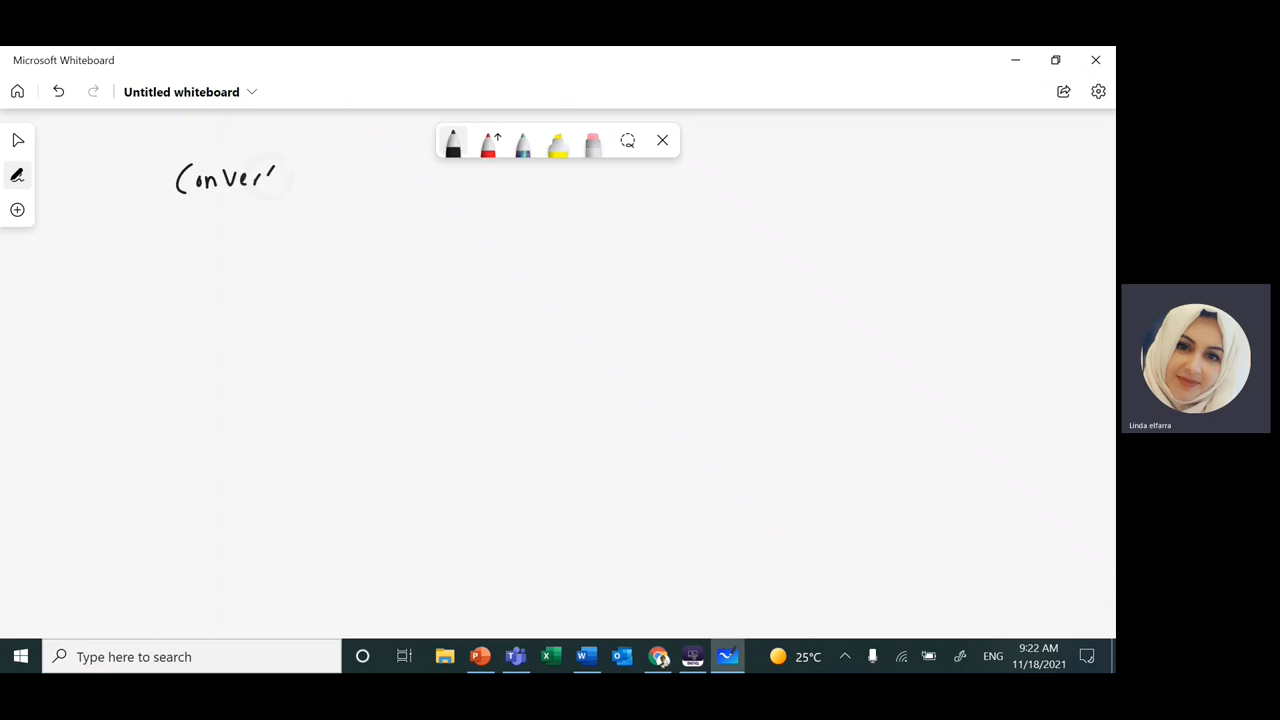 Microsoft Whiteboard
Untitled whiteboard
Conver
Linda elfarra
Type here to search
25°C
ENG
9:22 AM
11/18/2021